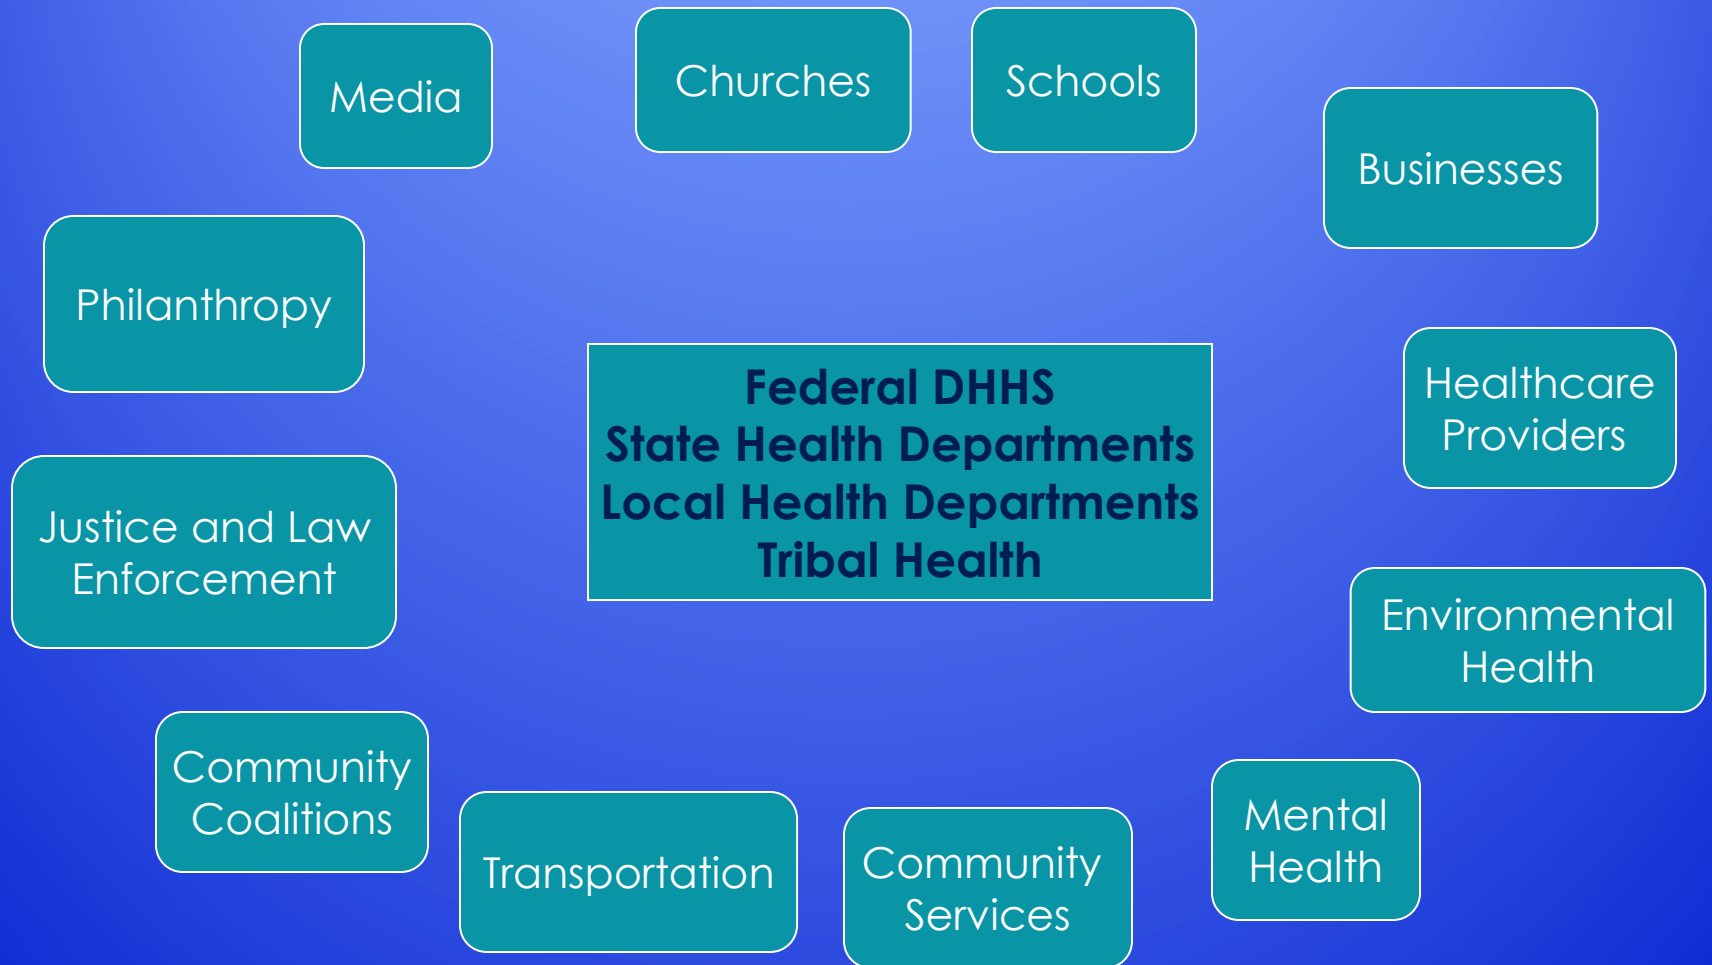 Media
Churches
Schools
Businesses
Philanthropy
Healthcare
Providers
Federal DHHS
State Health Departments
Local Health Departments
Tribal Health
Justice and Law
Enforcement
Environmental
Health
Community
Coalitions
Transportation
Community
Services
Mental
Health